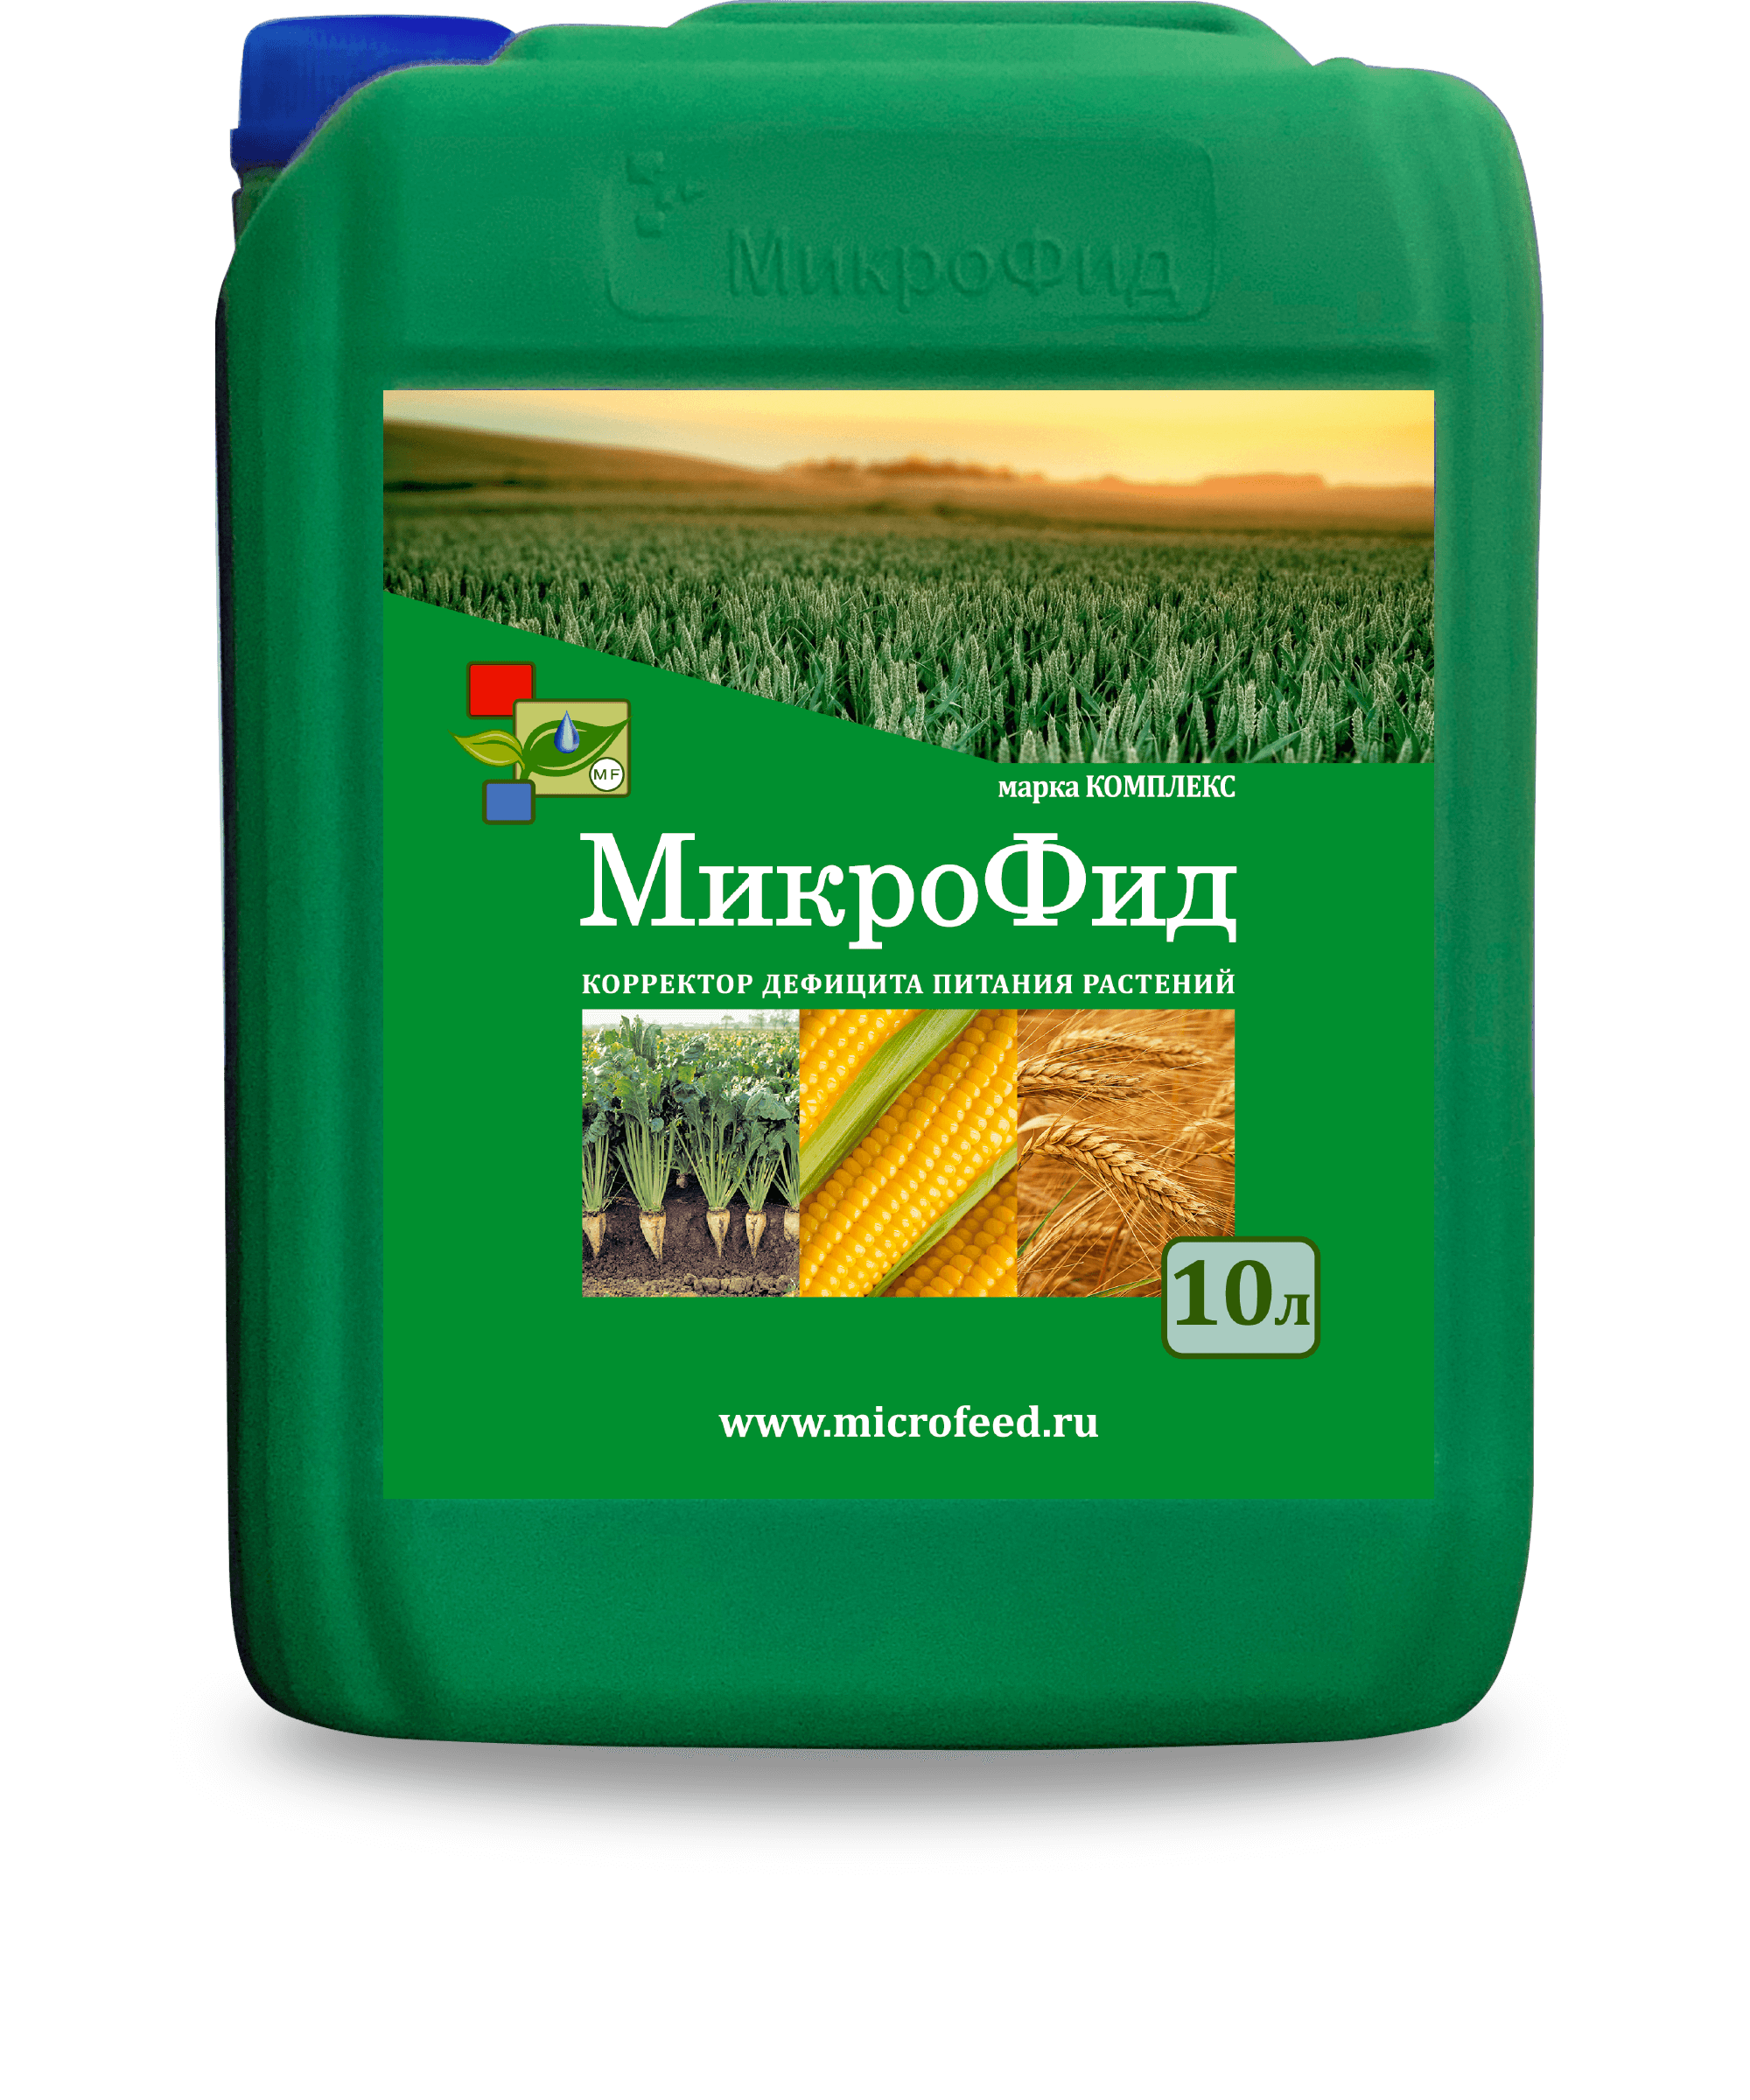 МикроФид
MF
марка КОМПЛЕКС
МикроФид
КОРРЕКТОР ДЕФИЦИТА ПИТАНИЯ РАСТЕНИЙ
10л
www.microfeed.ru